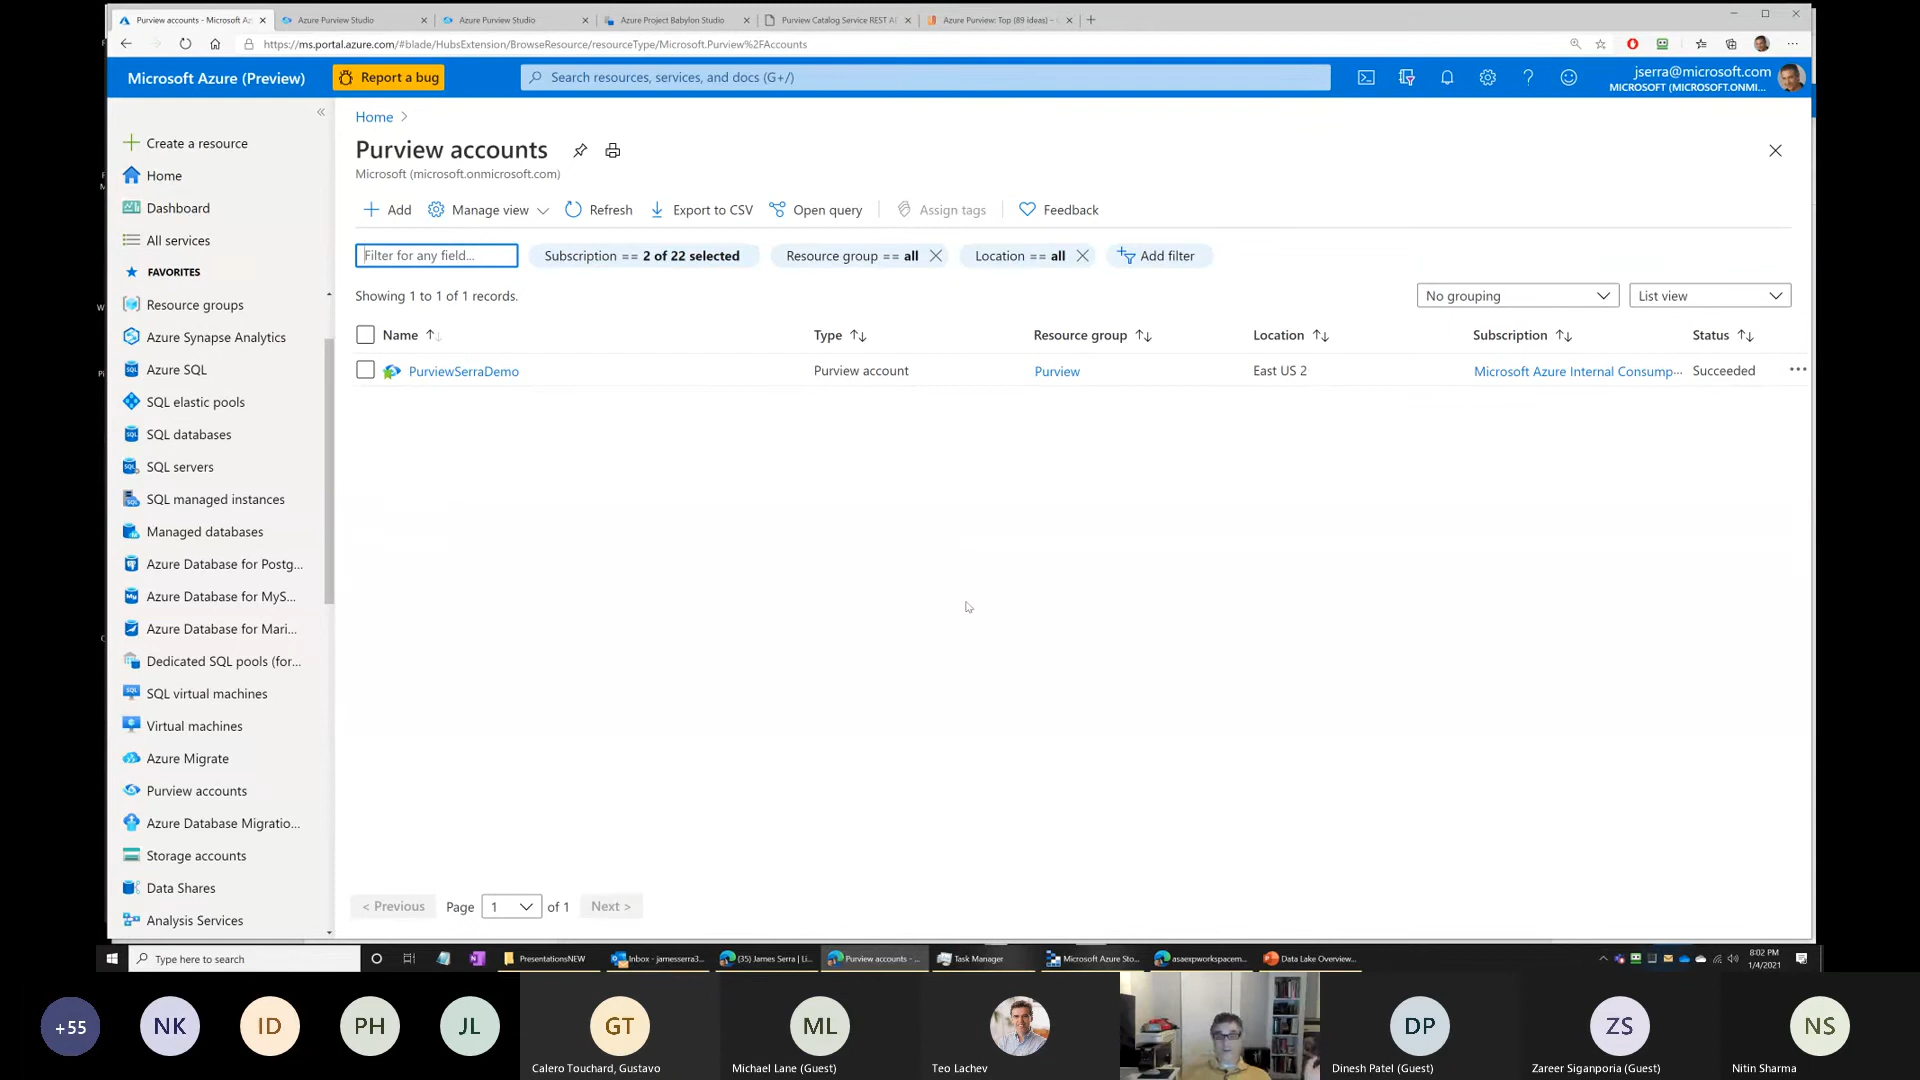 Purview accounts - Microsoft Az
Azure Purview Studio
Azure Purview Studio
Azure Project Babylon Studio
Purview Catalog Service REST A
Azure Purview: Top (89 ideas) –
https://ms.portal.azure.com/#blade/HubsExtension/BrowseResource/resourceType/Microsoft.Purview%2FAccounts
Microsoft Azure (Preview)
Report a bug
Search resources, services, and docs (G+/)
jserra@microsoft.com
MICROSOFT (MICROSOFT.ONMI...
Create a resource
Home
Dashboard
All services
FAVORITES
Resource groups
Azure Synapse Analytics
Azure SQL
SQL elastic pools
SQL databases
SQL servers
SQL managed instances
Managed databases
Azure Database for Postg...
Azure Database for MyS...
Azure Database for Mari...
Dedicated SQL pools (for...
SQL virtual machines
Virtual machines
Azure Migrate
Purview accounts
Azure Database Migratio...
Storage accounts
Data Shares
Analysis Services
Home >
Purview accounts
Microsoft (microsoft.onmicrosoft.com)
Add
Manage view
Refresh
Export to CSV
Open query
Assign tags
Feedback
Filter for any field...
Subscription == 2 of 22 selected
Resource group == all
Location == all
Add filter
Showing 1 to 1 of 1 records.
No grouping
List view
Name
Type
Resource group
Location
Subscription
Status
PurviewSerraDemo
Purview account
Purview
East US 2
Microsoft Azure Internal Consump...
Succeeded
< Previous
Page
1
of 1
Next >
Type here to search
PresentationsNEW
Inbox - jamesserra3...
(35) James Serra | Li...
Purview accounts - ...
Task Manager
Microsoft Azure Sto...
asaexpworkspacem...
Data Lake Overview...
8:02 PM
1/4/2021
+55
NK
ID
PH
JL
GT
Calero Touchard, Gustavo
ML
Michael Lane (Guest)
Teo Lachev
DP
Dinesh Patel (Guest)
ZS
Zareer Siganporia (Guest)
NS
Nitin Sharma